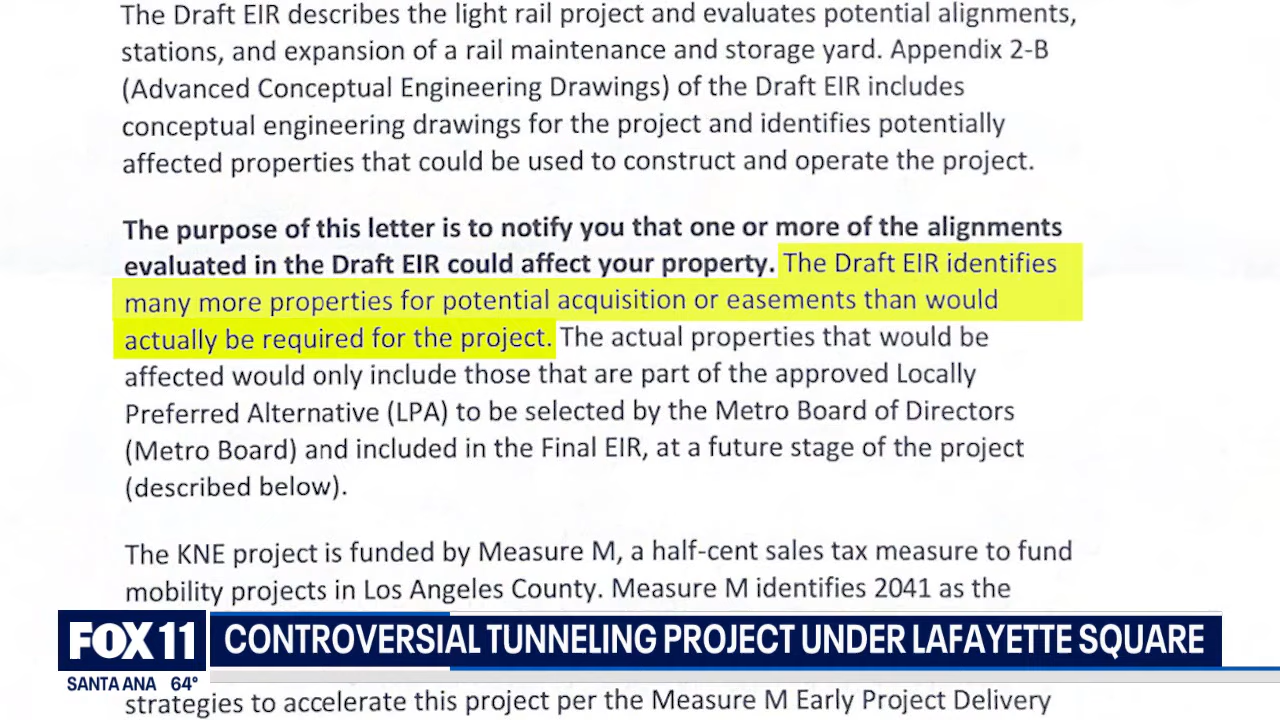 The Draft EIR describes the light rail project and evaluates potential alignments,
stations, and expansion of a rail maintenance and storage yard. Appendix 2-B
(Advanced Conceptual Engineering Drawings) of the Draft EIR includes
conceptual engineering drawings for the project and identifies potentially
affected properties that could be used to construct and operate the project.
The purpose of this letter is to notify you that one or more of the alignments
evaluated in the Draft EIR could affect your property. The Draft EIR identifies
many more properties for potential acquisition or easements than would
actually be required for the project. The actual properties that would be
affected would only include those that are part of the approved Locally
Preferred Alternative (LPA) to be selected by the Metro Board of Directors
(Metro Board) and included in the Final EIR, at a future stage of the project
(described below).
The KNE project is funded by Measure M, a half-cent sales tax measure to fund
mobility projects in Los Angeles County. Measure M identifies 2041 as the
FOX 11
CONTROVERSIAL TUNNELING PROJECT UNDER LAFAYETTE SQUARE
SANTA ANA 64°
strategies to accelerate this project per the Measure M Early Project Delivery